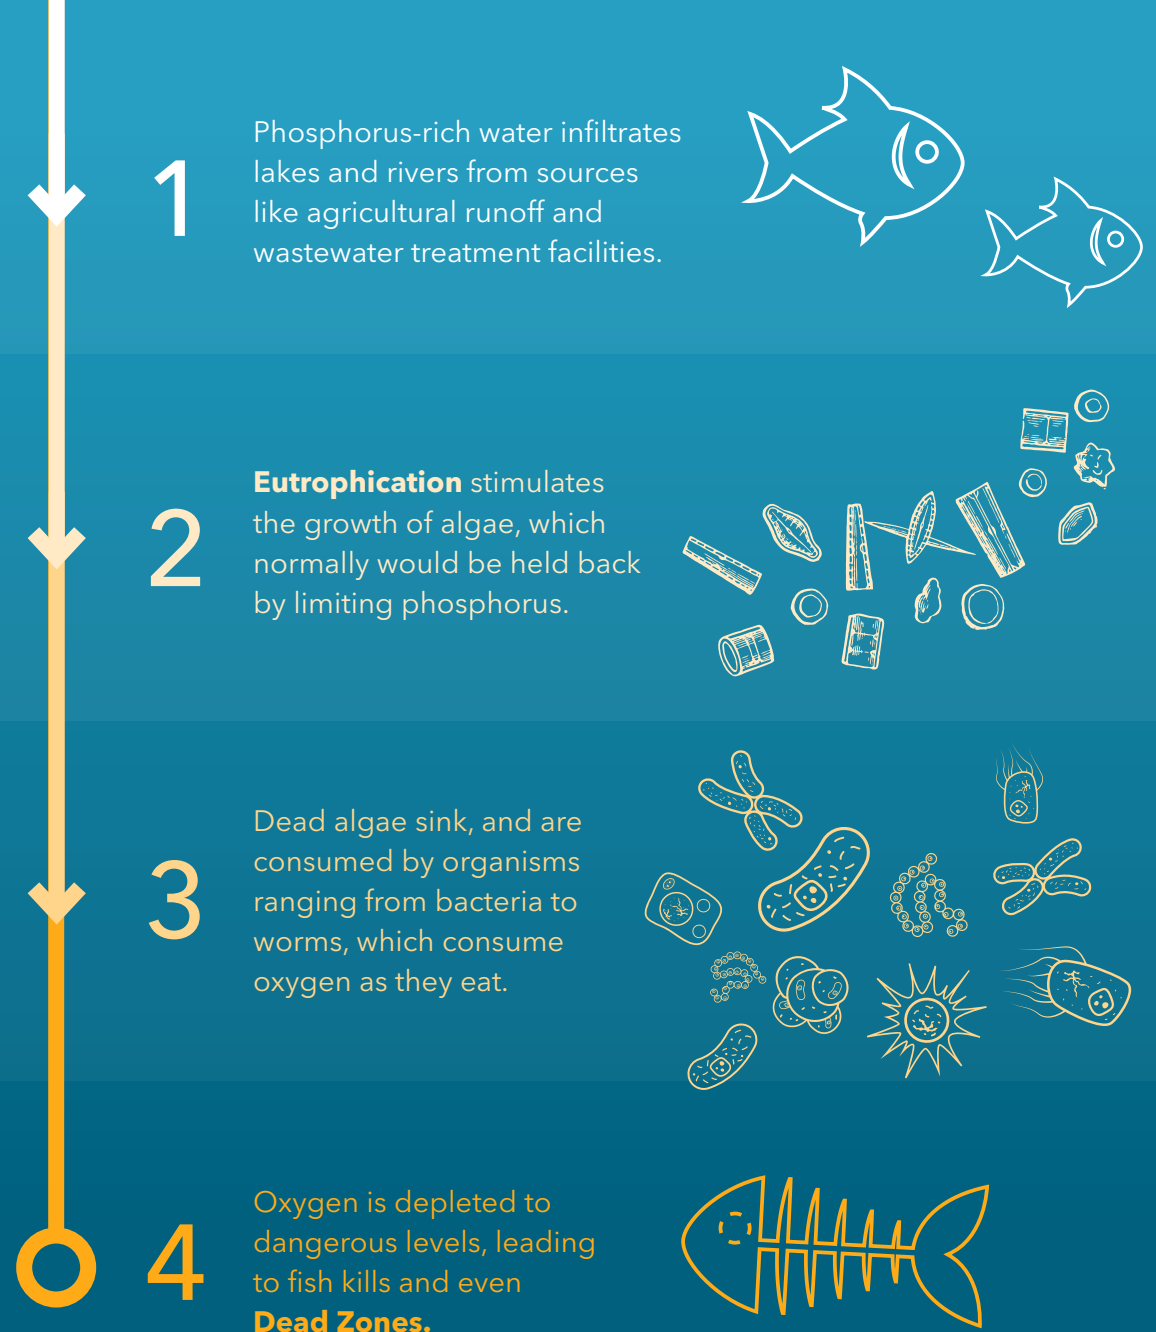 1
Phosphorus-rich water infiltrates
lakes and rivers from sources
like agricultural runoff and
wastewater treatment facilities.
2
Eutrophication stimulates
the growth of algae, which
normally would be held back
by limiting phosphorus.
3
Dead algae sink, and are
consumed by organisms
ranging from bacteria to
worms, which consume
oxygen as they eat.
4
Oxygen is depleted to
dangerous levels, leading
to fish kills and even
Dead Zones.